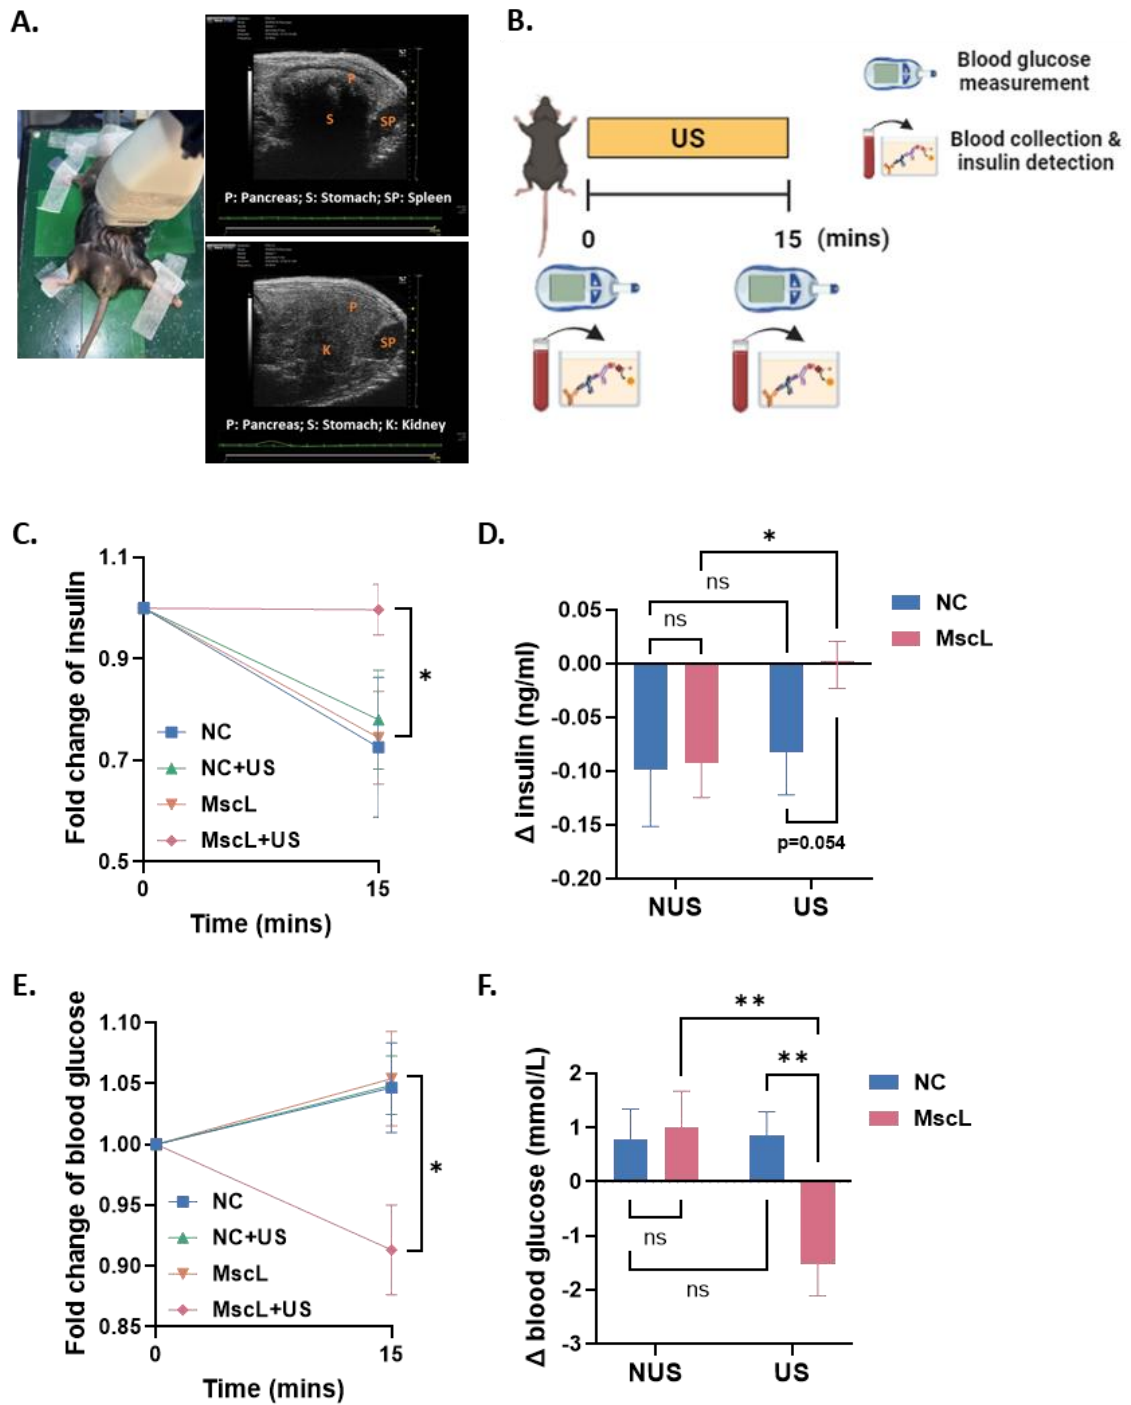 A.
P
S
SP
P: Pancreas; S: Stomach; SP: Spleen
P
K
SP
P: Pancreas; S: Stomach; K: Kidney
B.
US
0
15 (mins)
Blood glucose
measurement
Blood collection &
insulin detection
C.
Fold change of insulin
1.1
0.9
0.7
0.5
NC
NC+US
MscL
MscL+US
*
0
15
Time (mins)
D.
Δ insulin (ng/ml)
0.05
0.00
-0.05
-0.10
-0.15
-0.20
*
ns
ns
p=0.054
NUS
US
NC
MscL
E.
Fold change of blood glucose
1.10
1.05
1.00
0.95
0.90
0.85
NC
NC+US
MscL
MscL+US
*
0
15
Time (mins)
F.
Δ blood glucose (mmol/L)
2
1
0
-1
-2
-3
**
**
ns
ns
NUS
US
NC
MscL